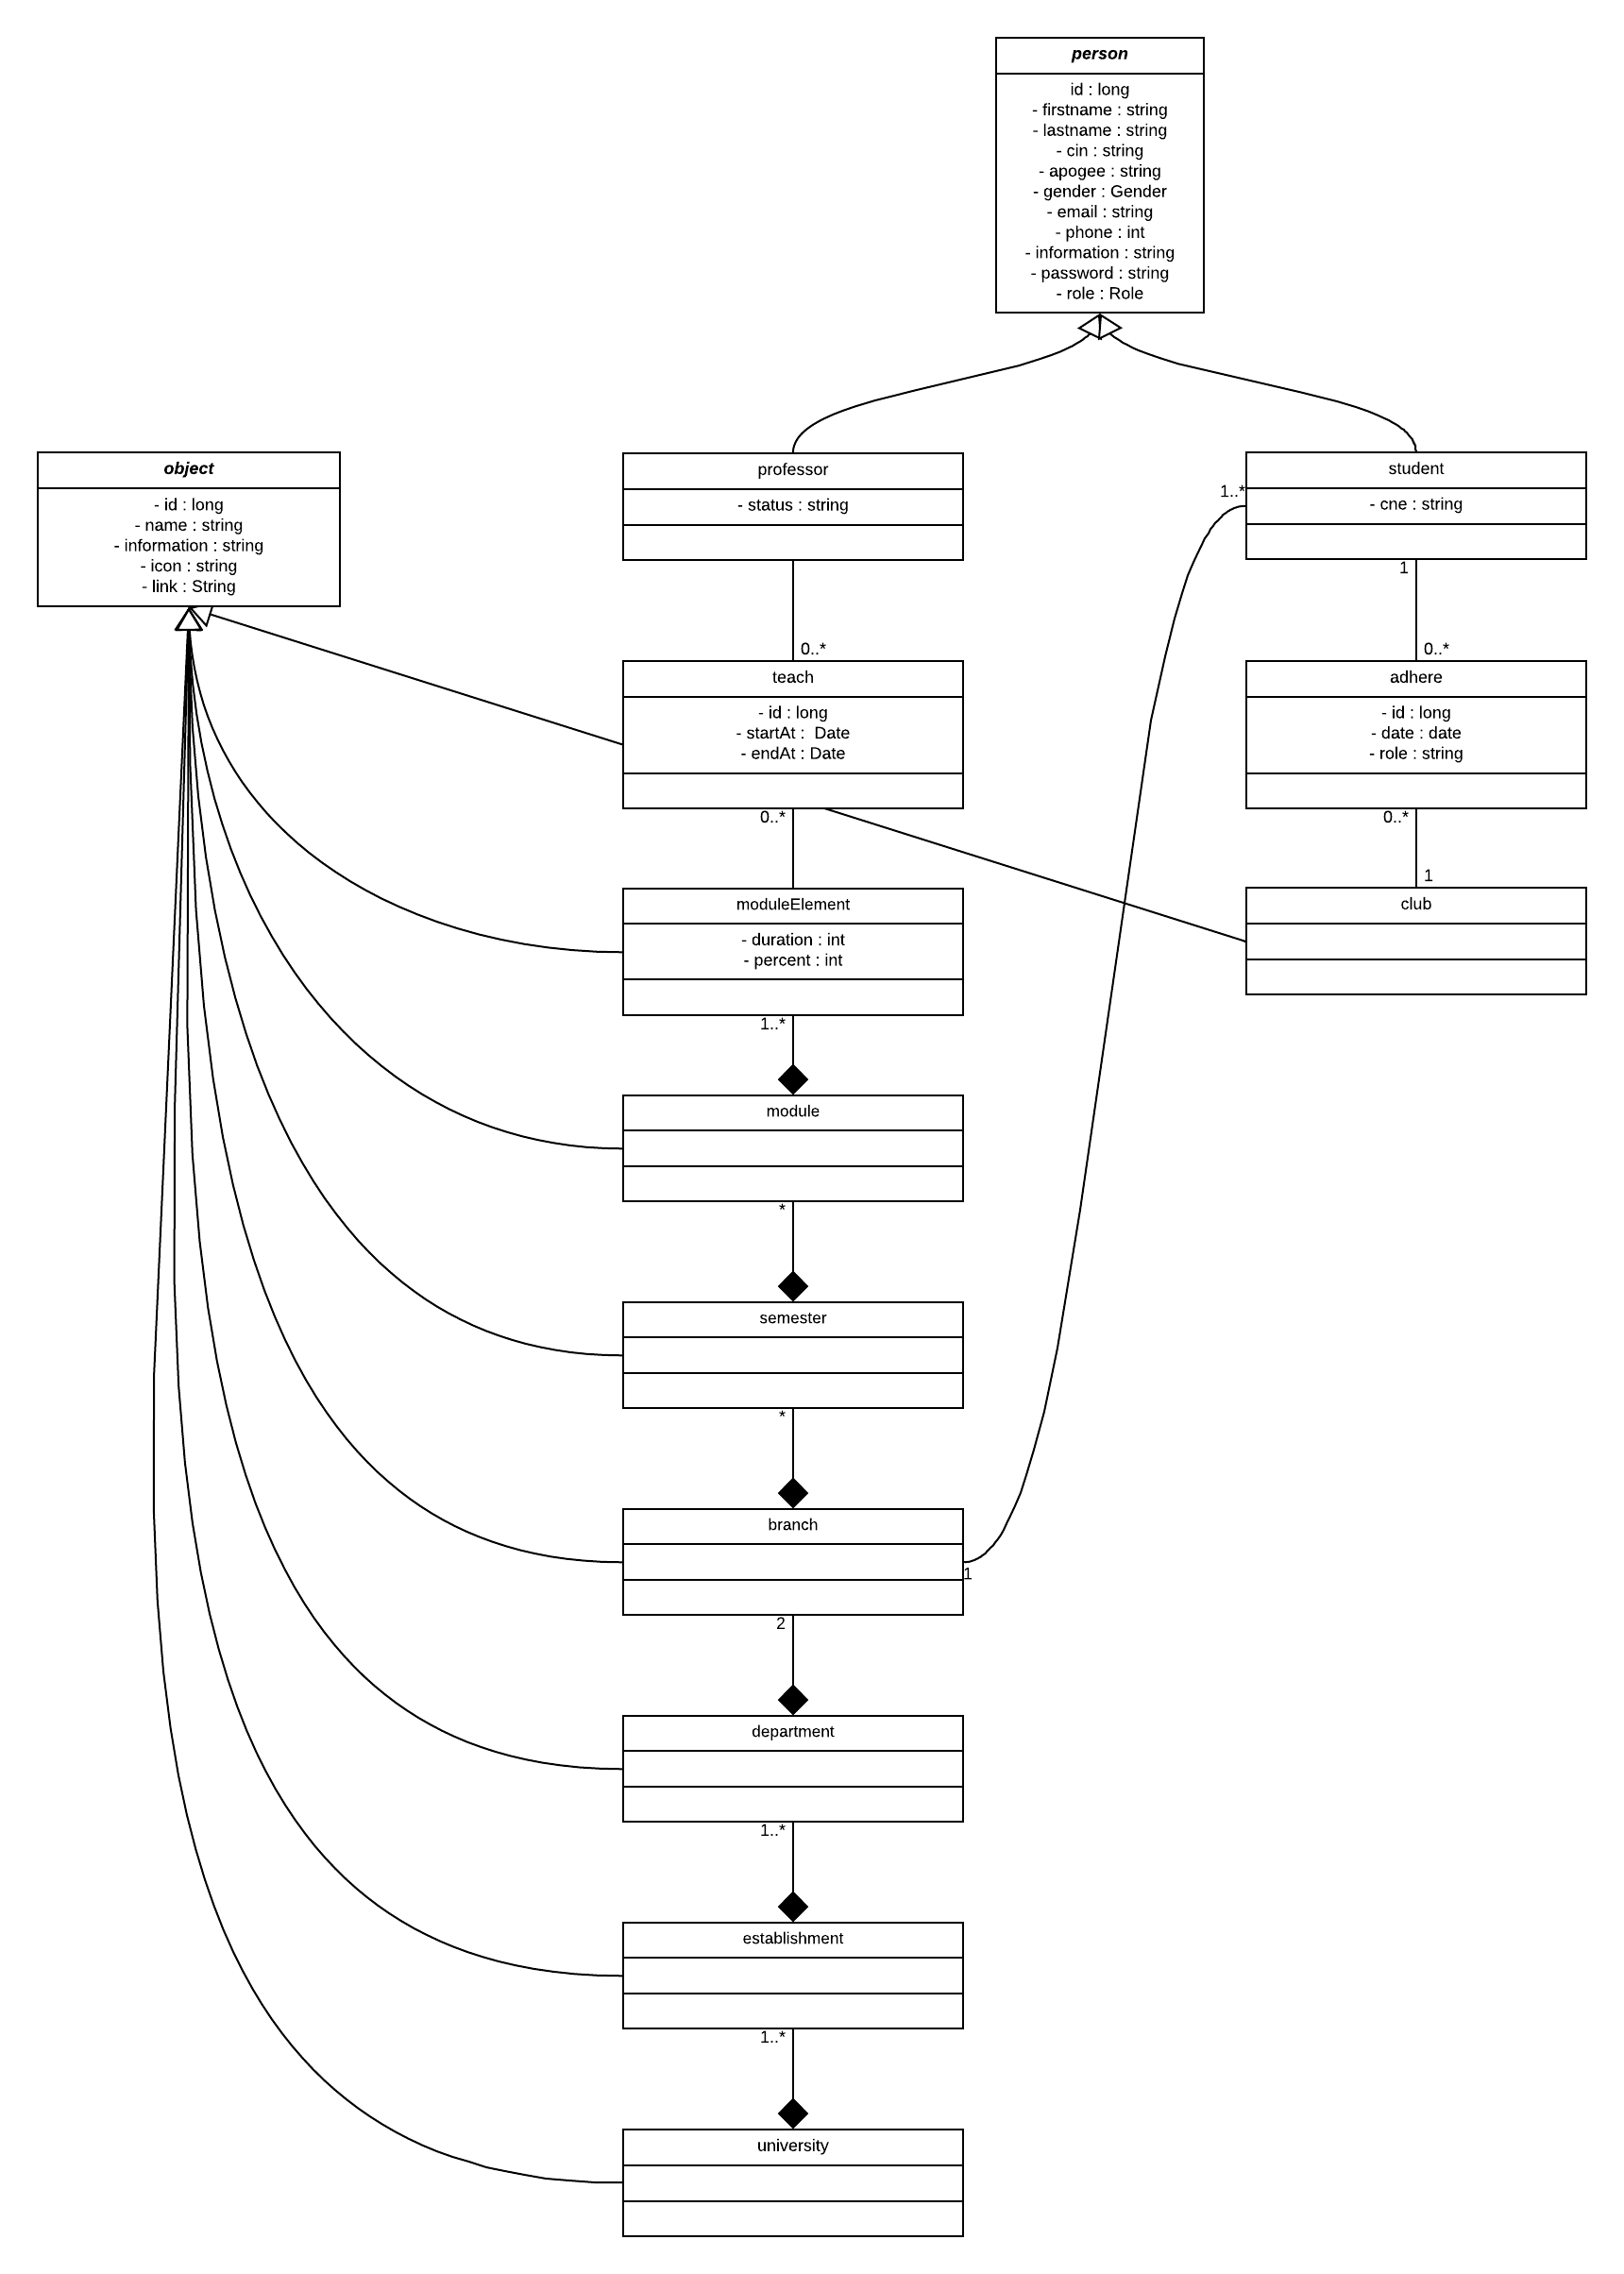 person
id : long
- firstname : string
- lastname : string
- cin : string
- apogee : string
- gender : Gender
- email : string
- phone : int
- information : string
- password : string
- role : Role
object
- id : long
- name : string
- information : string
- icon : string
- link : String
professor
- status : string
student
- cne : string
1..*
1
0..*
0..*
teach
- id : long
- startAt :  Date
- endAt : Date
adhere
- id : long
- date : date
- role : string
0..*
0..*
1
moduleElement
- duration : int
- percent : int
club
1..*
module
*
semester
*
branch
1
2
department
1..*
establishment
1..*
university